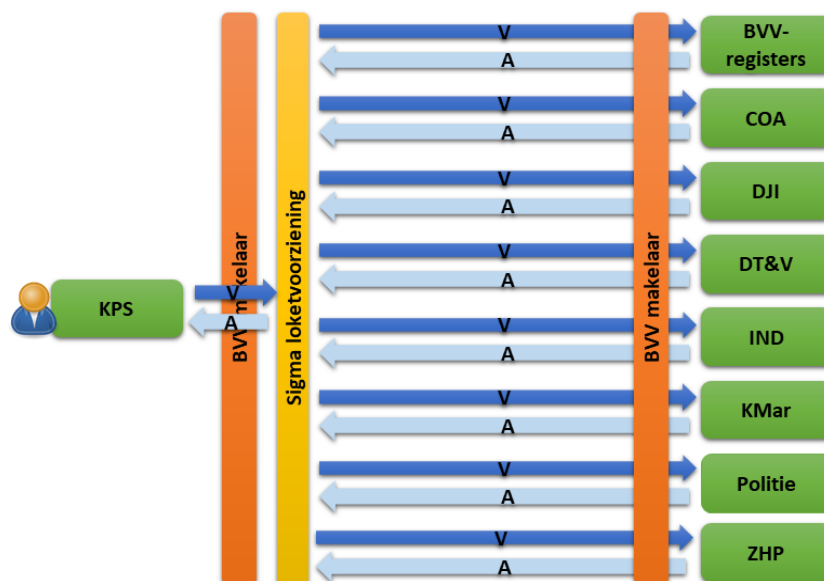 V
A
BVV-
registers
V
A
COA
V
A
DJI
V
A
DT&V
KPS
V
A
BVV makelaar
Sigma loketvoorziening
BVV makelaar
V
A
IND
V
A
KMar
V
A
Politie
V
A
ZHP